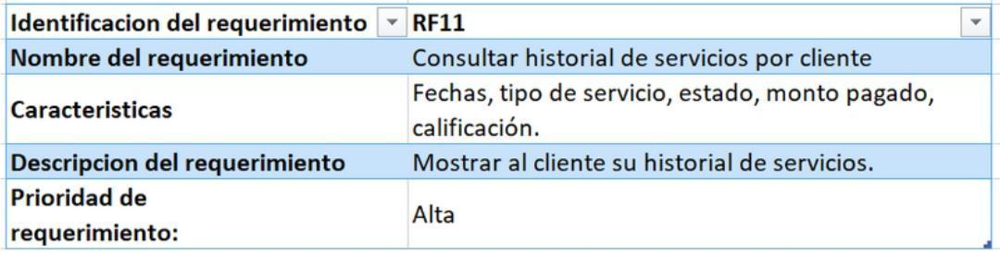 Identificacion del requerimiento RF11
Nombre del requerimiento Consultar historial de servicios por cliente
Caracteristicas Fechas, tipo de servicio, estado, monto pagado,
calificación.
Descripcion del requerimiento Mostrar al cliente su historial de servicios.
Prioridad de
requerimiento: Alta